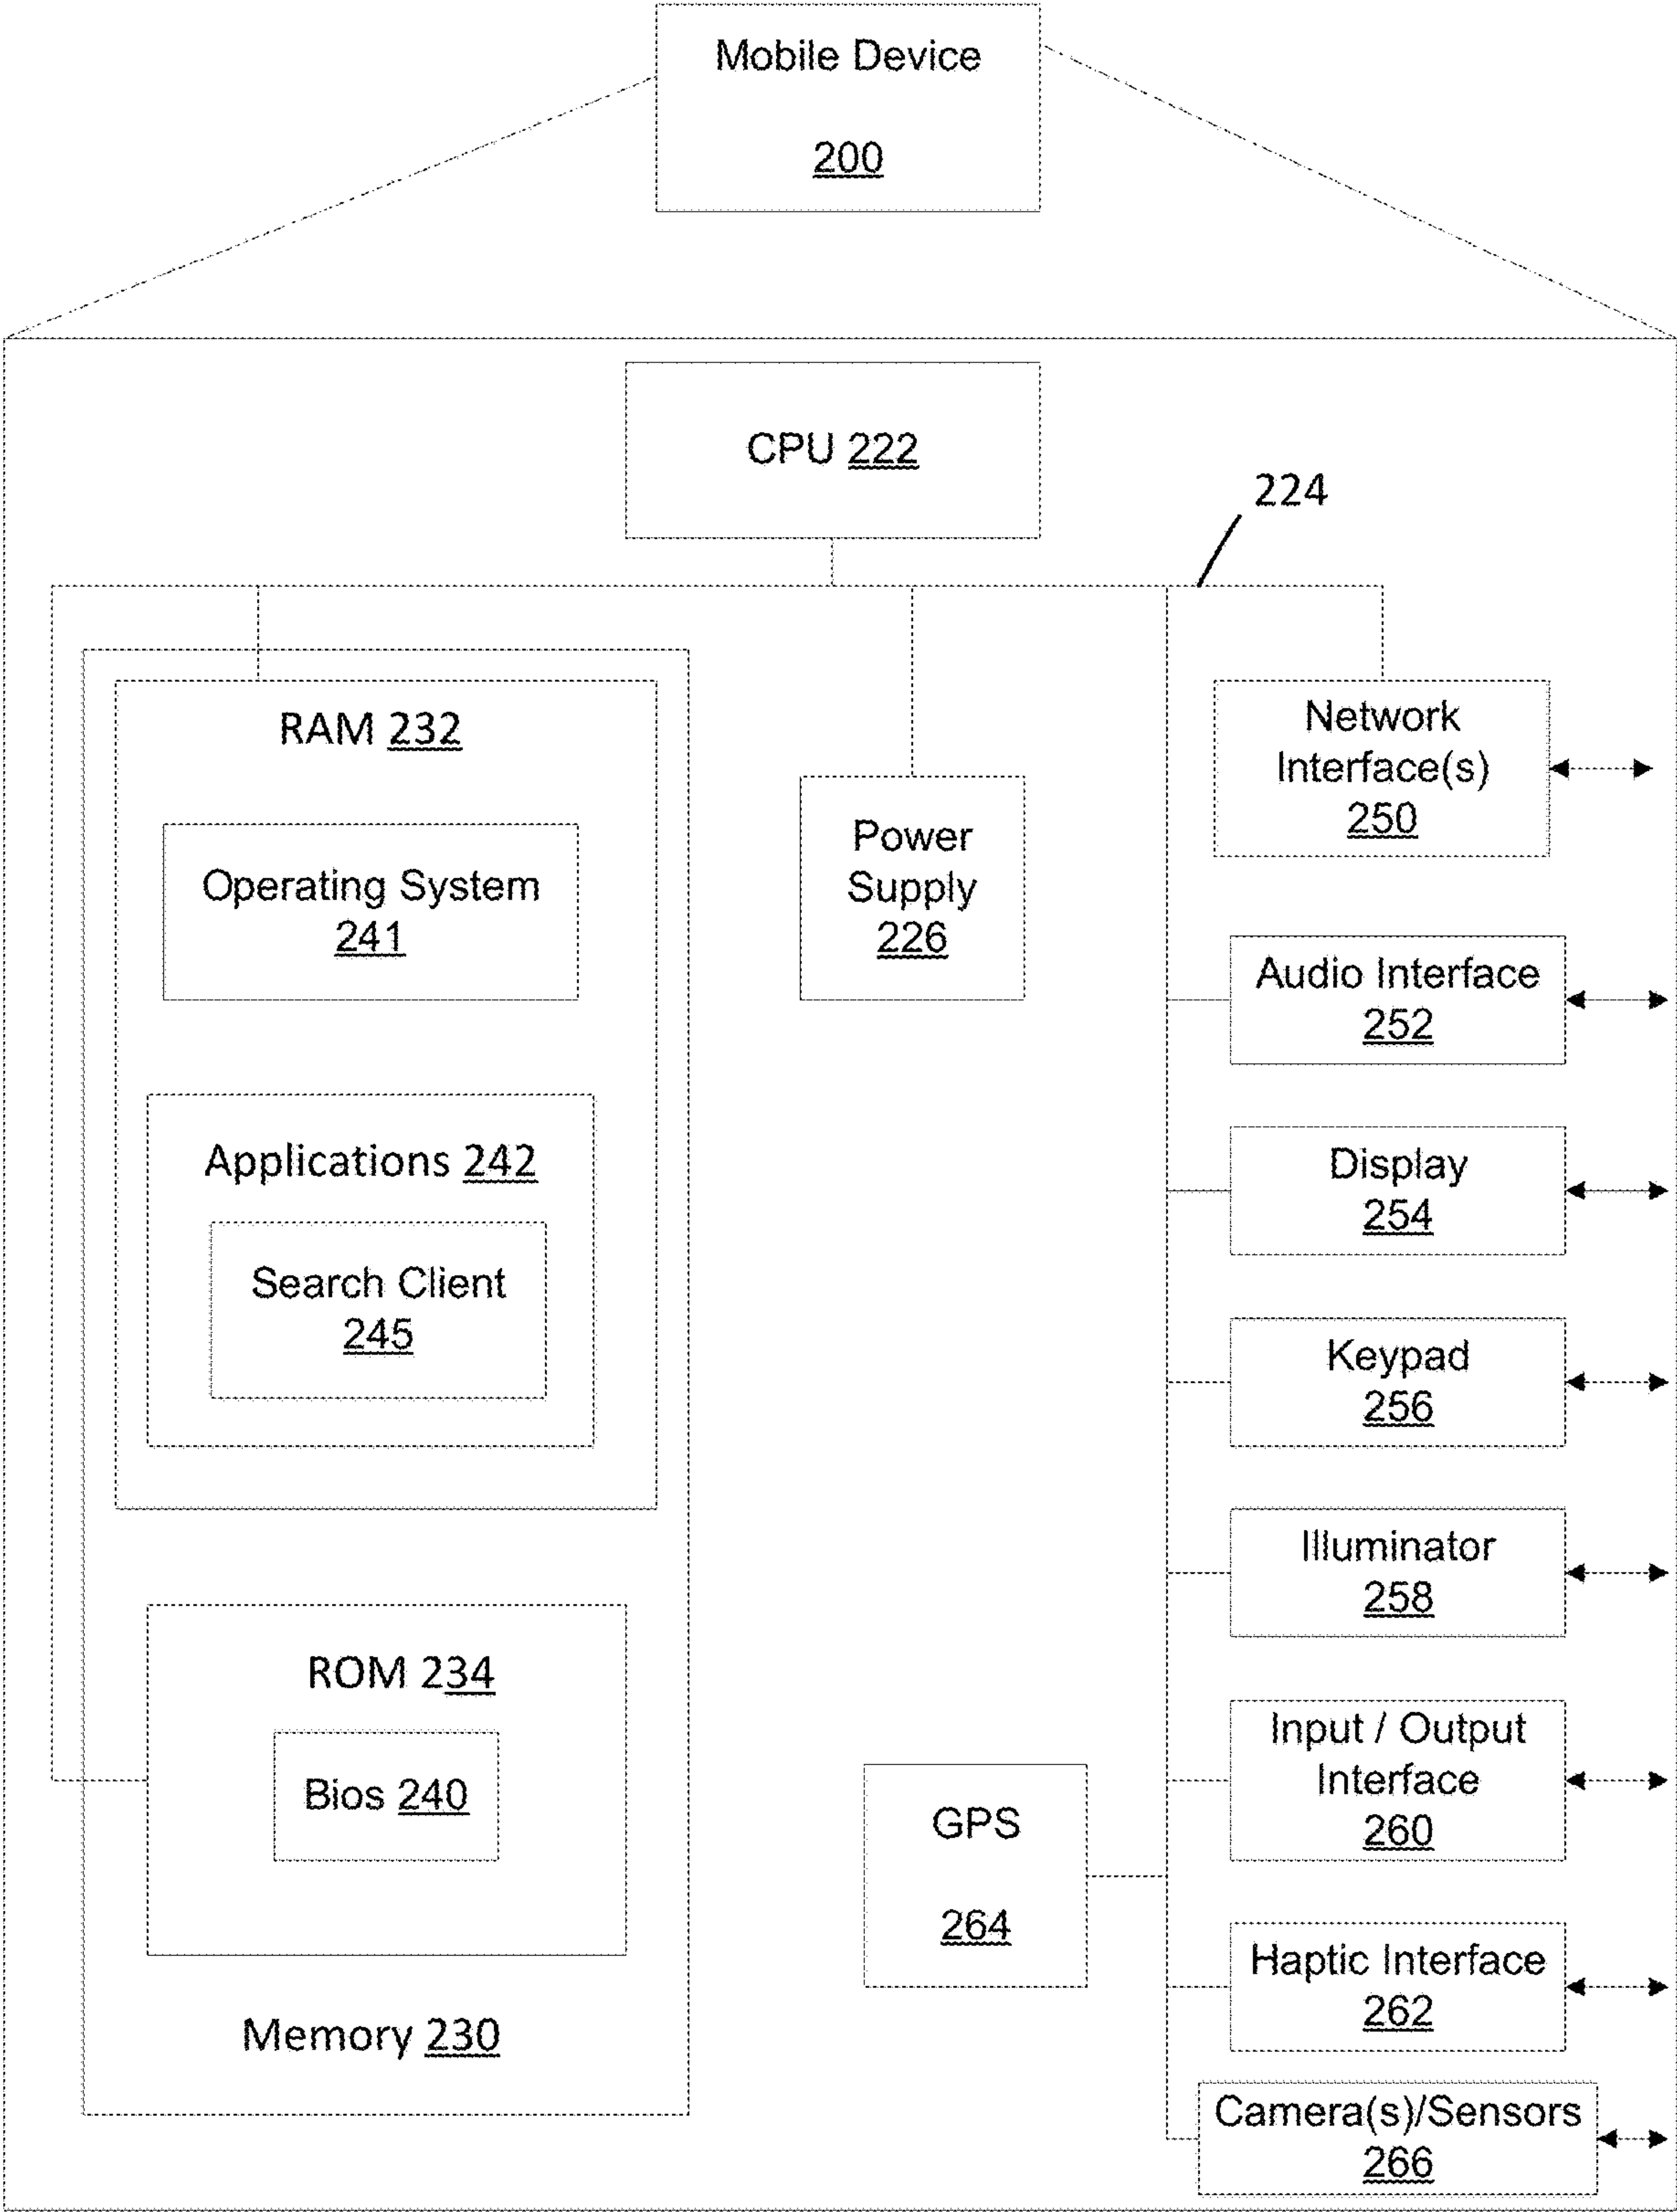 Mobile Device
200
CPU 222
224
RAM 232
Operating System
241
Applications 242
Search Client
245
ROM 234
Bios 240
Memory 230
Power
Supply
226
GPS
264
Network
Interface(s)
250
Audio Interface
252
Display
254
Keypad
256
Illuminator
258
Input / Output
Interface
260
Haptic Interface
262
Camera(s)/Sensors
266